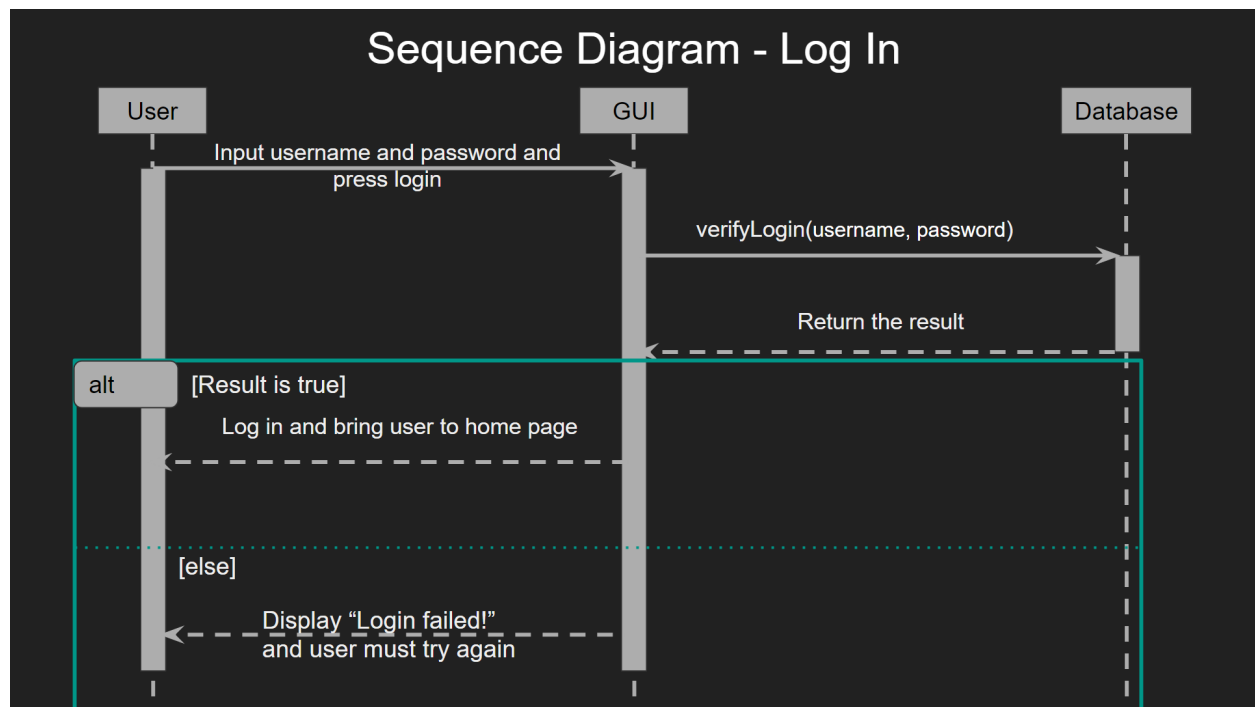 Sequence Diagram - Log In
User
GUI
Database
Input username and password and
press login
verifyLogin(username, password)
Return the result
alt
[Result is true]
Log in and bring user to home page
[else]
Display “Login failed!”
and user must try again